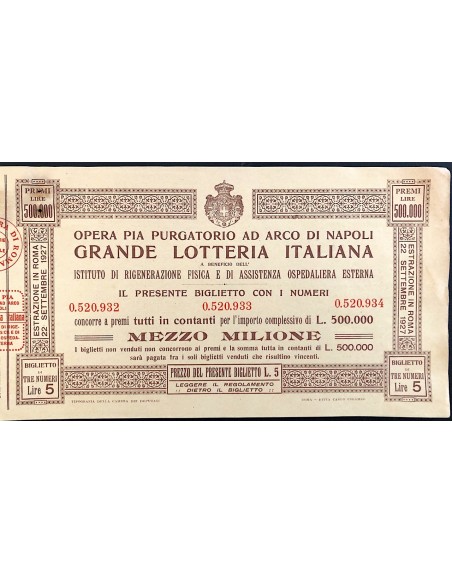 PREMI
LIRE
500.000
PREMI
LIRE
500.000
OPERA PIA PURGATORIO AD ARCO DI NAPOLI
GRANDE LOTTERIA ITALIANA
A BENEFICIO DELL'
ISTITUTO DI RIGENERAZIONE FISICA E DI ASSISTENZA OSPEDALIERA ESTERNA
IL PRESENTE BIGLIETTO CON I NUMERI
0.520.932
0.520.933
0.520.934
concorre a premi tutti in contanti per l'importo complessivo di L. 500.000
MEZZO MILIONE
I biglietti non venduti non concorrono ai premi e la somma tutta in contanti di L. 500.000
sarà pagata fra i soli biglietti venduti che risultino vincenti.
ESTRAZIONE IN ROMA
22 SETTEMBRE 1927
ESTRAZIONE IN ROMA
22 SETTEMBRE 1927
BIGLIETTO
DI
TRE NUMERI
Lire 5
PREZZO DEL PRESENTE BIGLIETTO L. 5
LEGGERE IL REGOLAMENTO
DIETRO IL BIGLIETTO
BIGLIETTO
DI
TRE NUMERI
Lire 5
DI ROMA
PIA